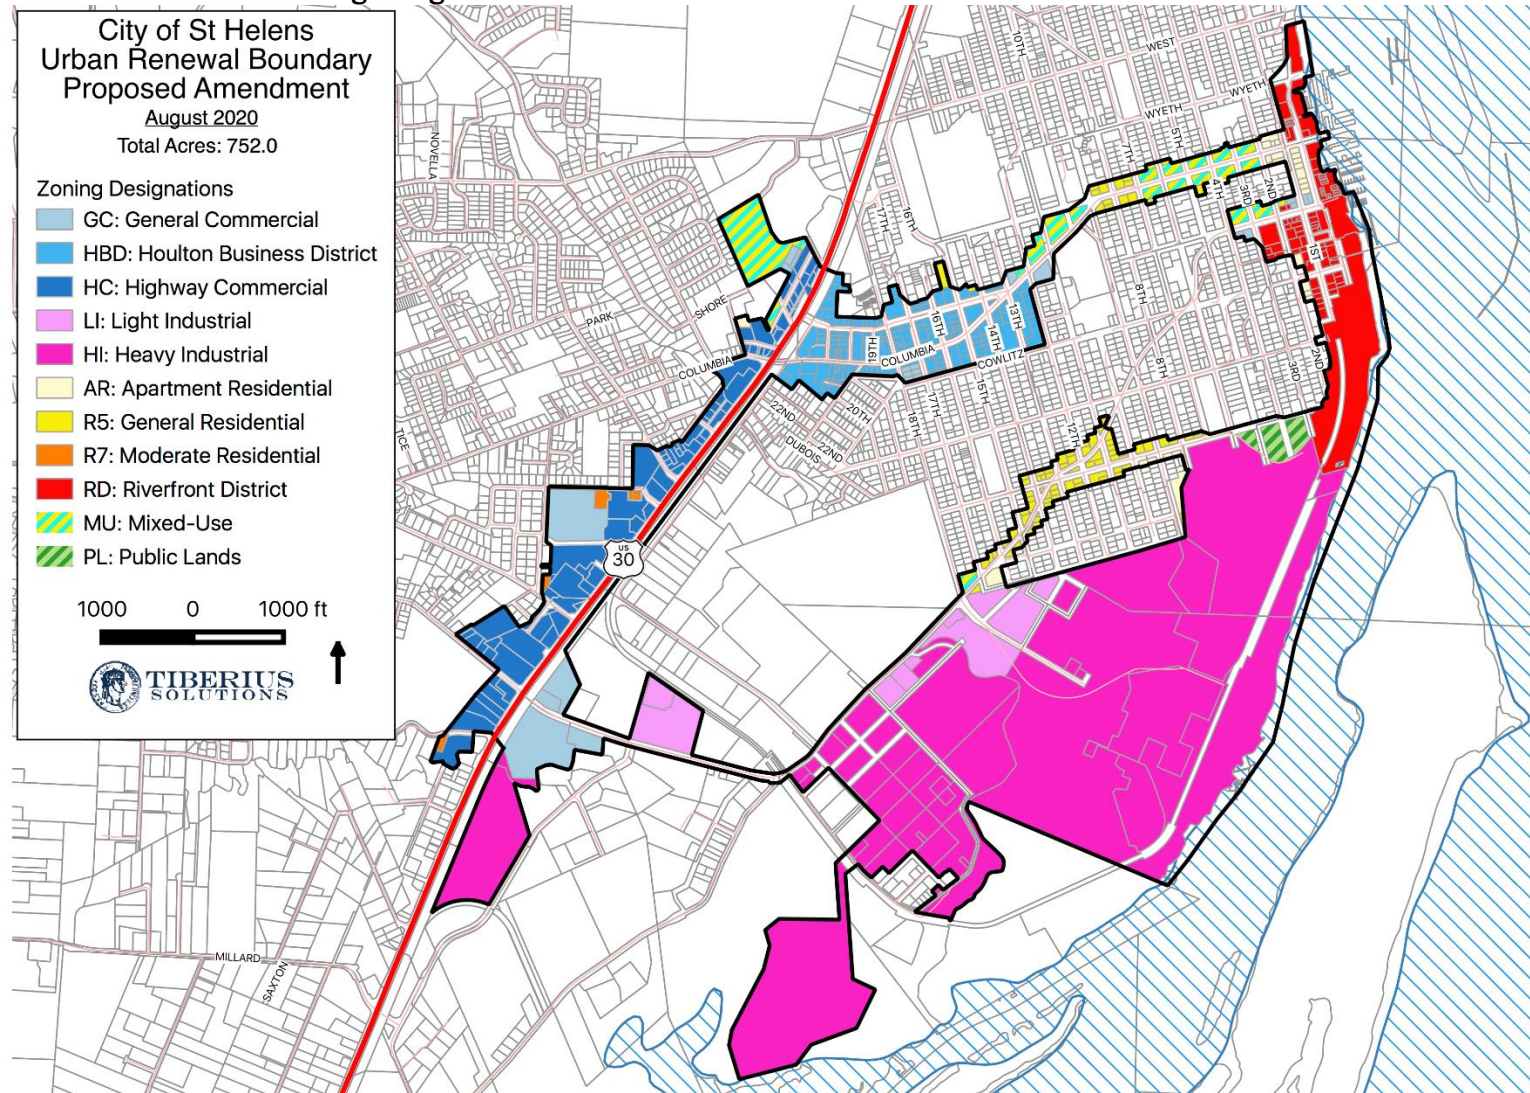 City of St Helens
Urban Renewal Boundary
Proposed Amendment
August 2020
Total Acres: 752.0
Zoning Designations
GC: General Commercial
HBD: Houlton Business District
HC: Highway Commercial
LI: Light Industrial
HI: Heavy Industrial
AR: Apartment Residential
R5: General Residential
R7: Moderate Residential
RD: Riverfront District
MU: Mixed-Use
PL: Public Lands
1000 0 1000 ft
TIBERIUS
SOLUTIONS
10TH
WEST
WYETH
WYETH
5TH
7TH
NOVELLA
4TH
3RD
2ND
17TH
16TH
1ST
8TH
SHORE
PARK
13TH
16TH
14TH
19TH
COLUMBIA
COWLITZ
COLUMBIA
2ND
3RD
8TH
15TH
17TH
18TH
20TH
22ND
22ND
DUBOIS
12TH
TICE
US
30
MILLARD
SAXTON